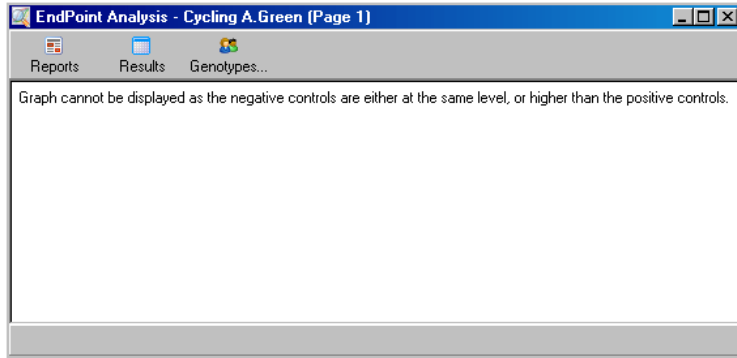 EndPoint Analysis - Cycling A.Green (Page 1)
Reports Results Genotypes...
Graph cannot be displayed as the negative controls are either at the same level, or higher than the positive controls.